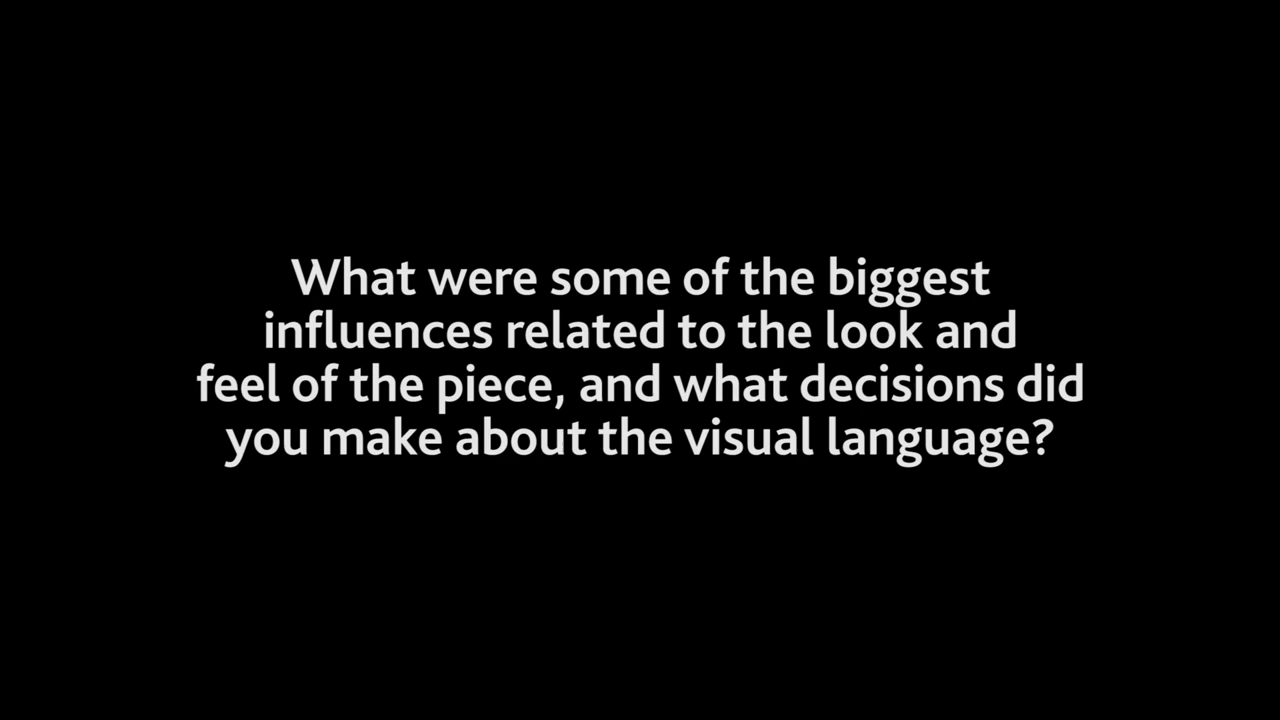 What were some of the biggest
influences related to the look and
feel of the piece, and what decisions did
you make about the visual language?